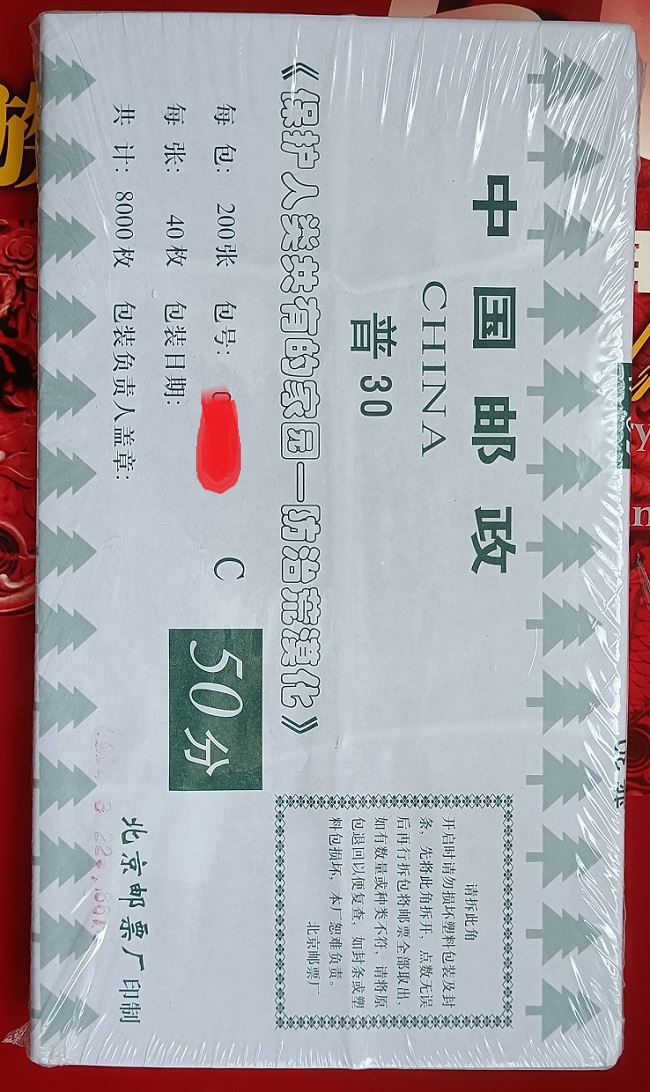 中国邮政
CHINA
普30
《保护人类共有的家园—防治荒漠化》
每包: 200张 包号: C
每张: 40枚 包装日期:
共计: 8000枚 包装负责人盖章:
50分
请拆此角
开启时请勿损坏塑料包装及封
条，先将此角拆开，点数无误
后再行拆包将邮票全部取出，
如有数量或种类不符，请将原
包退回以便复查，如封条或塑
料包损坏，本厂恕难负责。
北京邮票厂
北京邮票厂印制